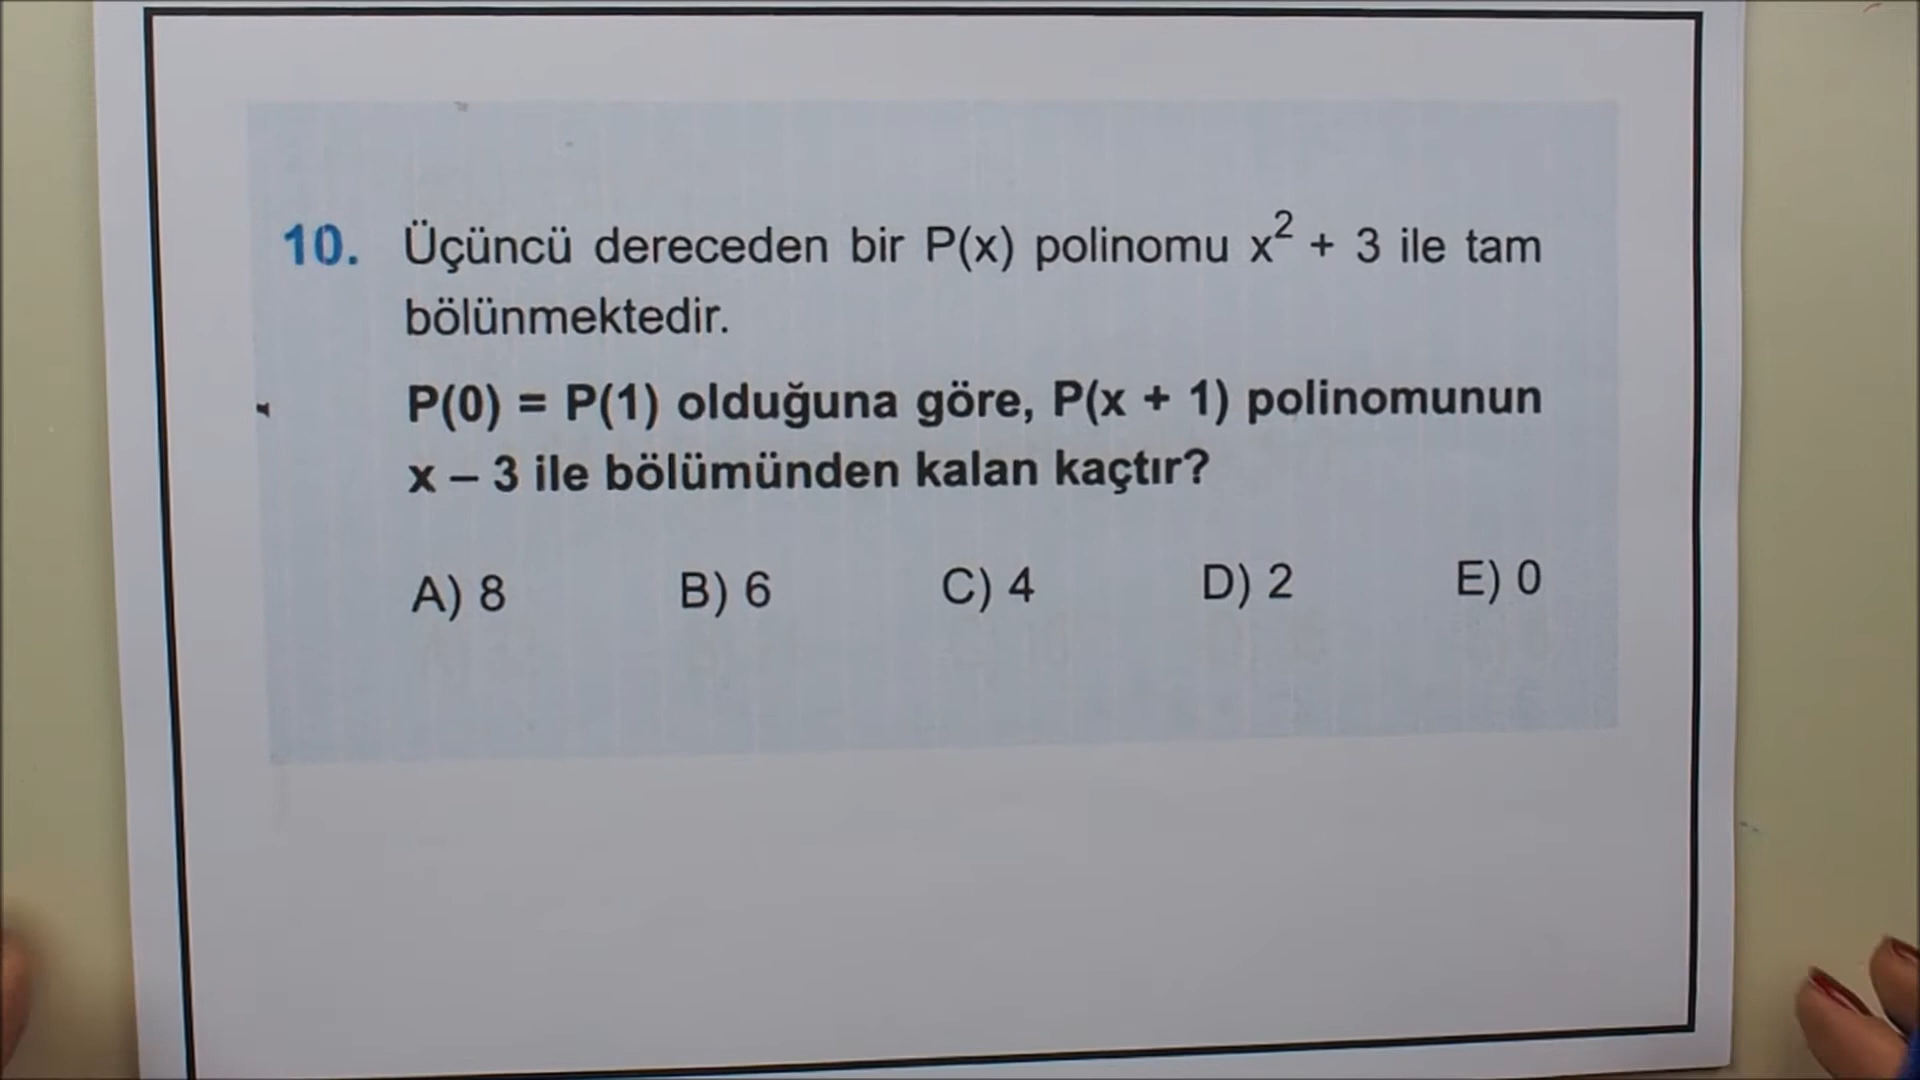 10. Üçüncü dereceden bir P(x) polinomu x² + 3 ile tam
bölünmektedir.
P(0) = P(1) olduğuna göre, P(x + 1) polinomunun
x – 3 ile bölümünden kalan kaçtır?
A) 8 B) 6 C) 4 D) 2 E) 0